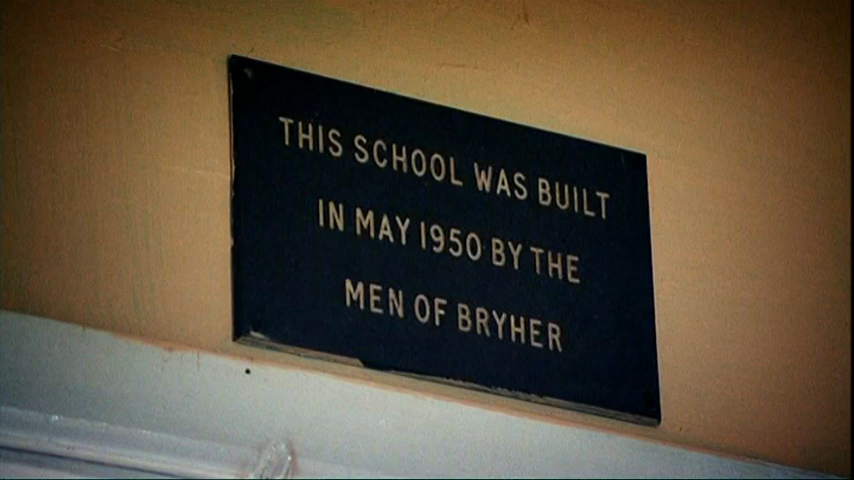 THIS SCHOOL WAS BUILT
IN MAY 1950 BY THE
MEN OF BRYHER